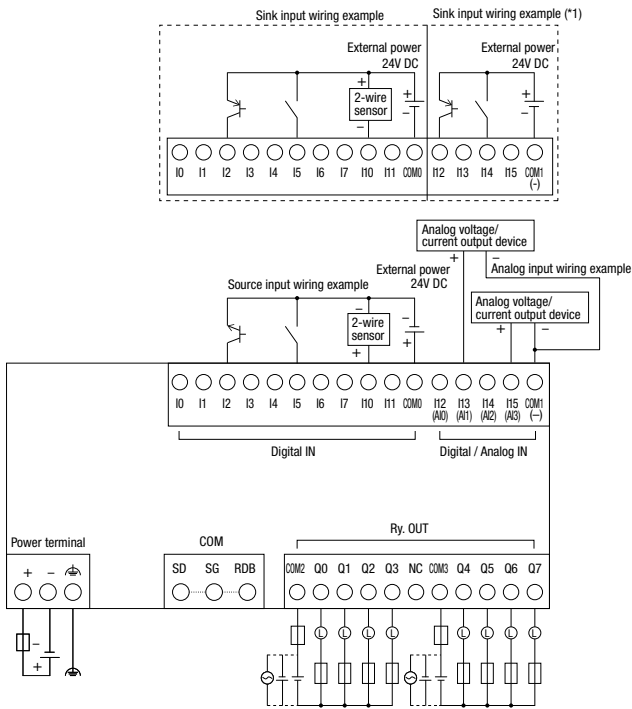 Sink input wiring example
Sink input wiring example (*1)
External power
24V DC
External power
24V DC
+
2-wire
sensor
–
+
–
+
–
I0 I1 I2 I3 I4 I5 I6 I7 I10 I11 COM0 I12 I13 I14 I15 COM1
(-)
Analog voltage/
current output device
+ –
Analog input wiring example
External power
24V DC
Source input wiring example
Analog voltage/
current output device
+ –
–
2-wire
sensor
+
–
+
I0 I1 I2 I3 I4 I5 I6 I7 I10 I11 COM0 I12 I13 I14 I15 COM1
(AI0) (AI1) (AI2) (AI3) (–)
Digital IN
Digital / Analog IN
Power terminal
COM
Ry. OUT
+ –
SD SG RDB
COM2 Q0 Q1 Q2 Q3 NC COM3 Q4 Q5 Q6 Q7
L L L L L L L L
–
+